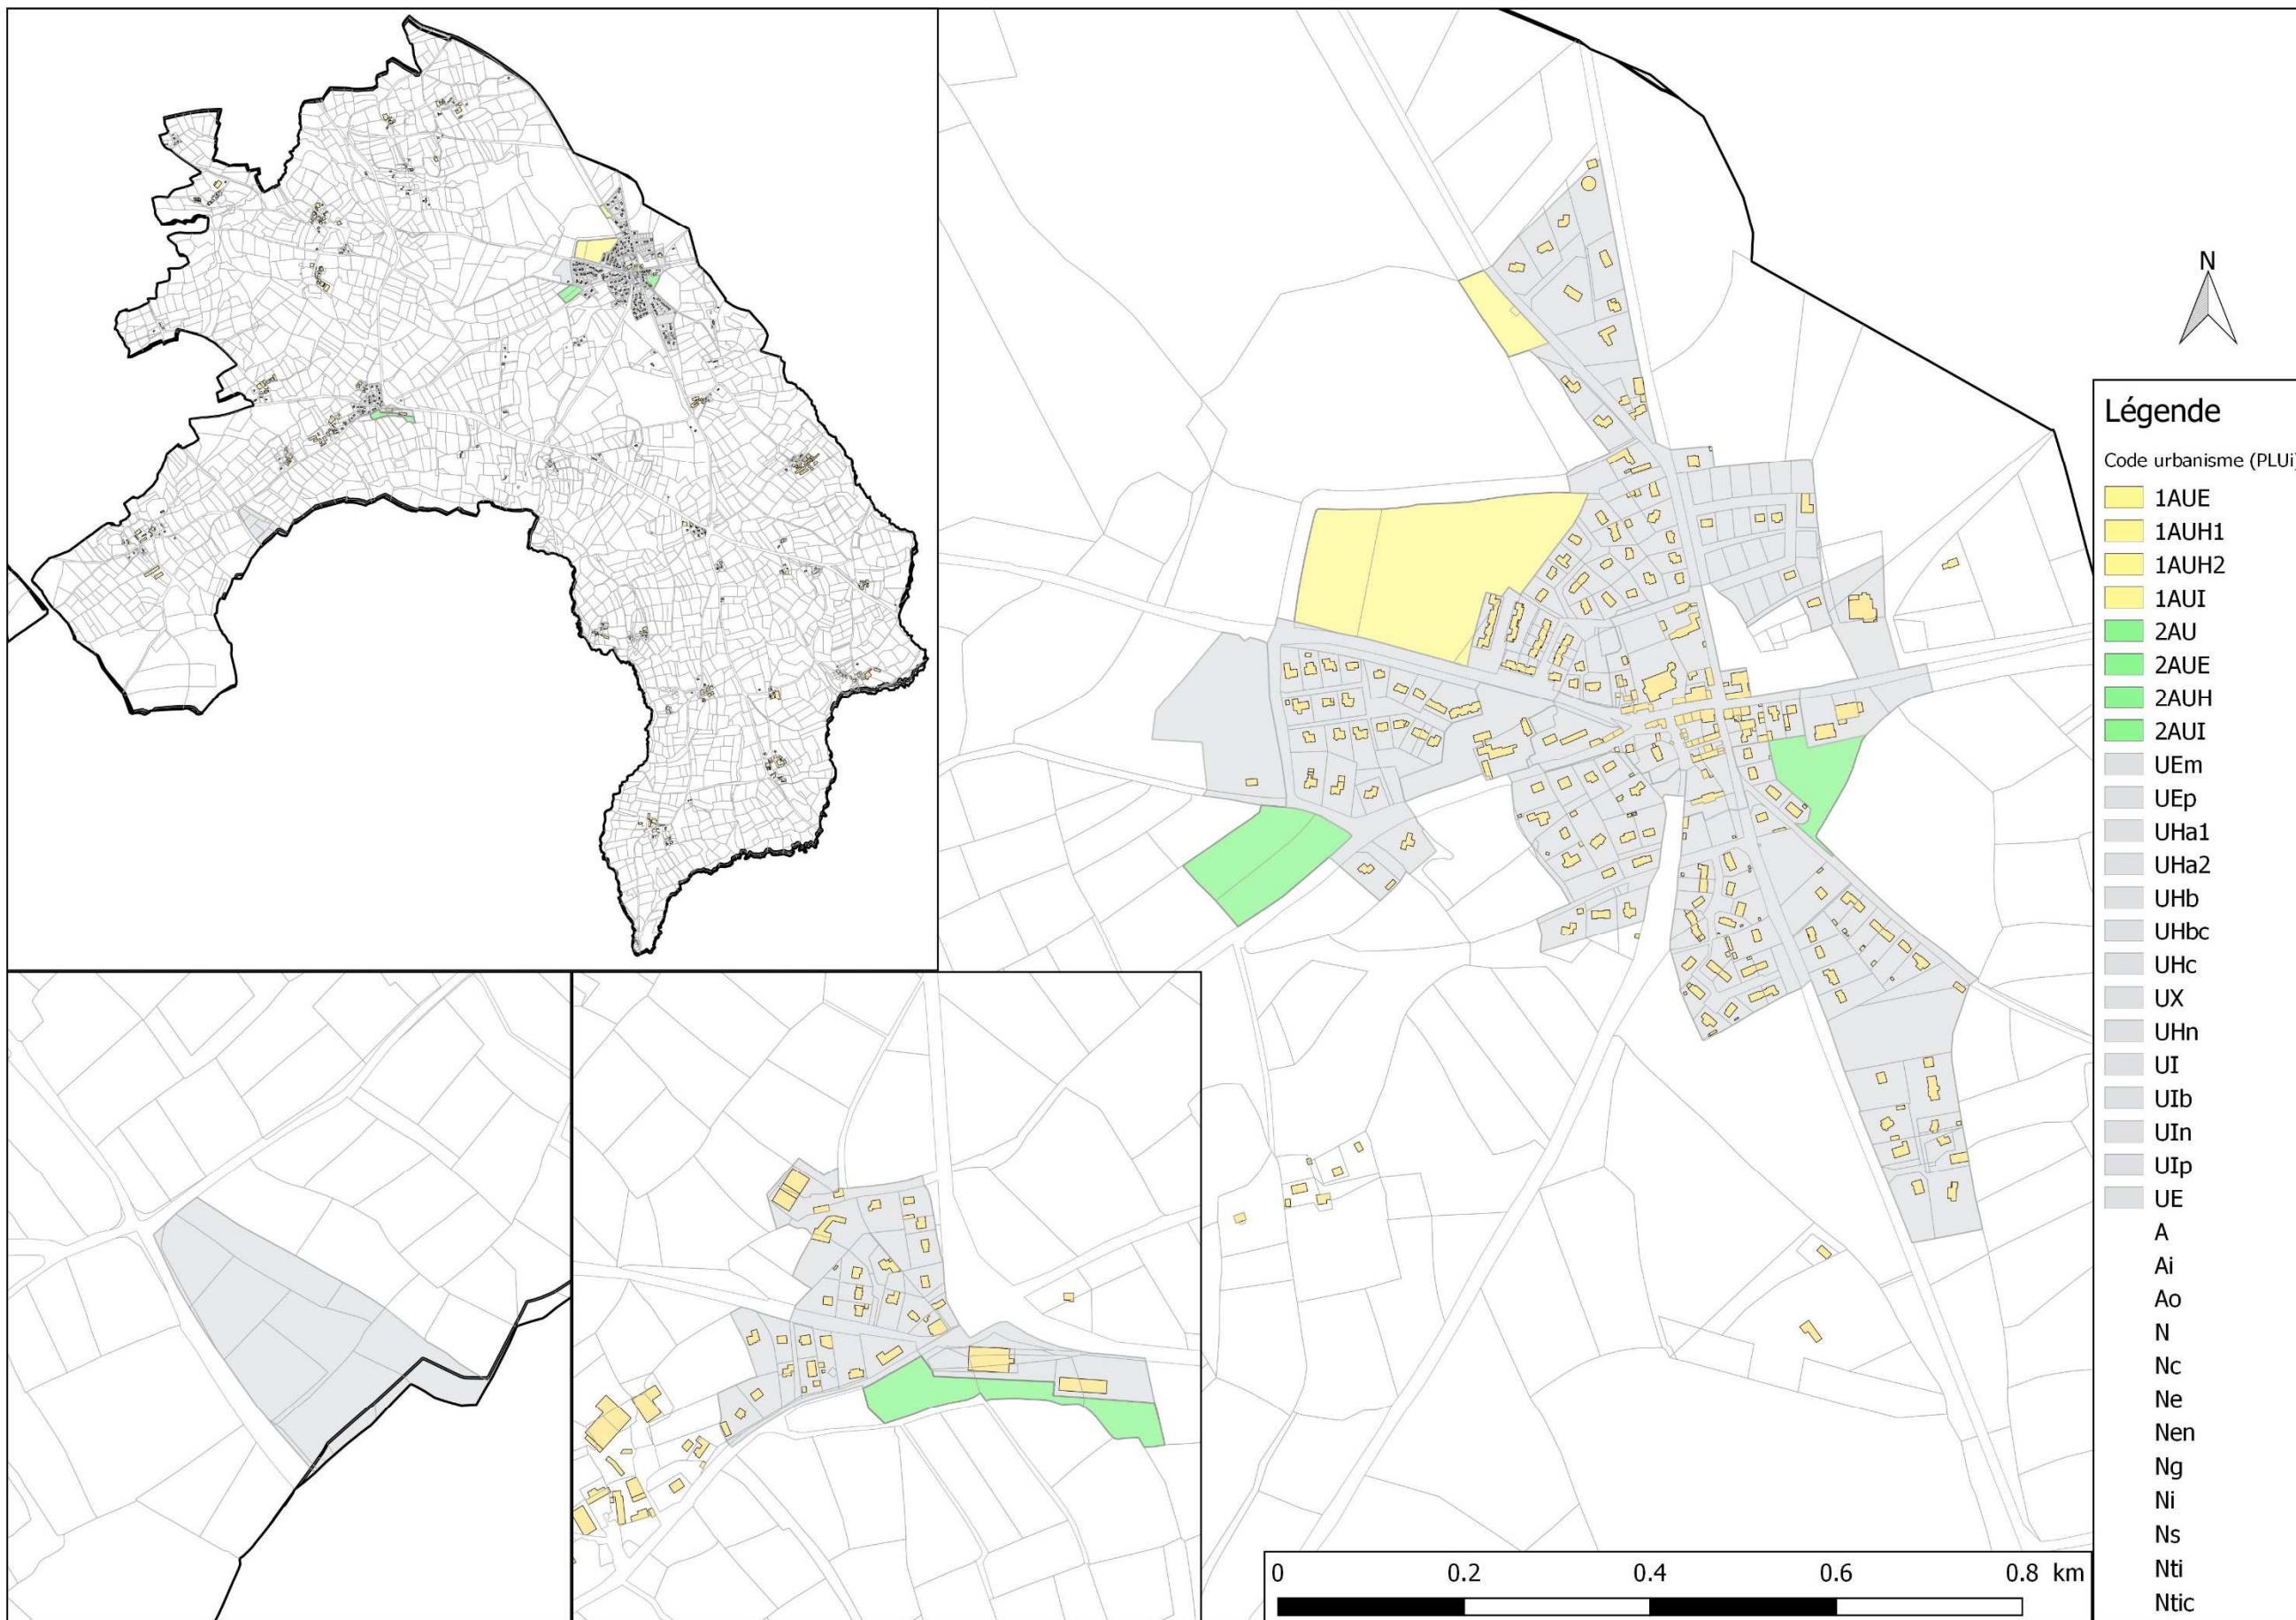 N
Légende
Code urbanisme (PLUi)
1AUE
1AUH1
1AUH2
1AUI
2AU
2AUE
2AUH
2AUI
UEm
UEp
UHa1
UHa2
UHb
UHbc
UHc
UX
UHn
UI
UIb
UIn
UIp
UE
A
Ai
Ao
N
Nc
Ne
Nen
Ng
Ni
Ns
Nti
Ntic
0 0.2 0.4 0.6 0.8 km